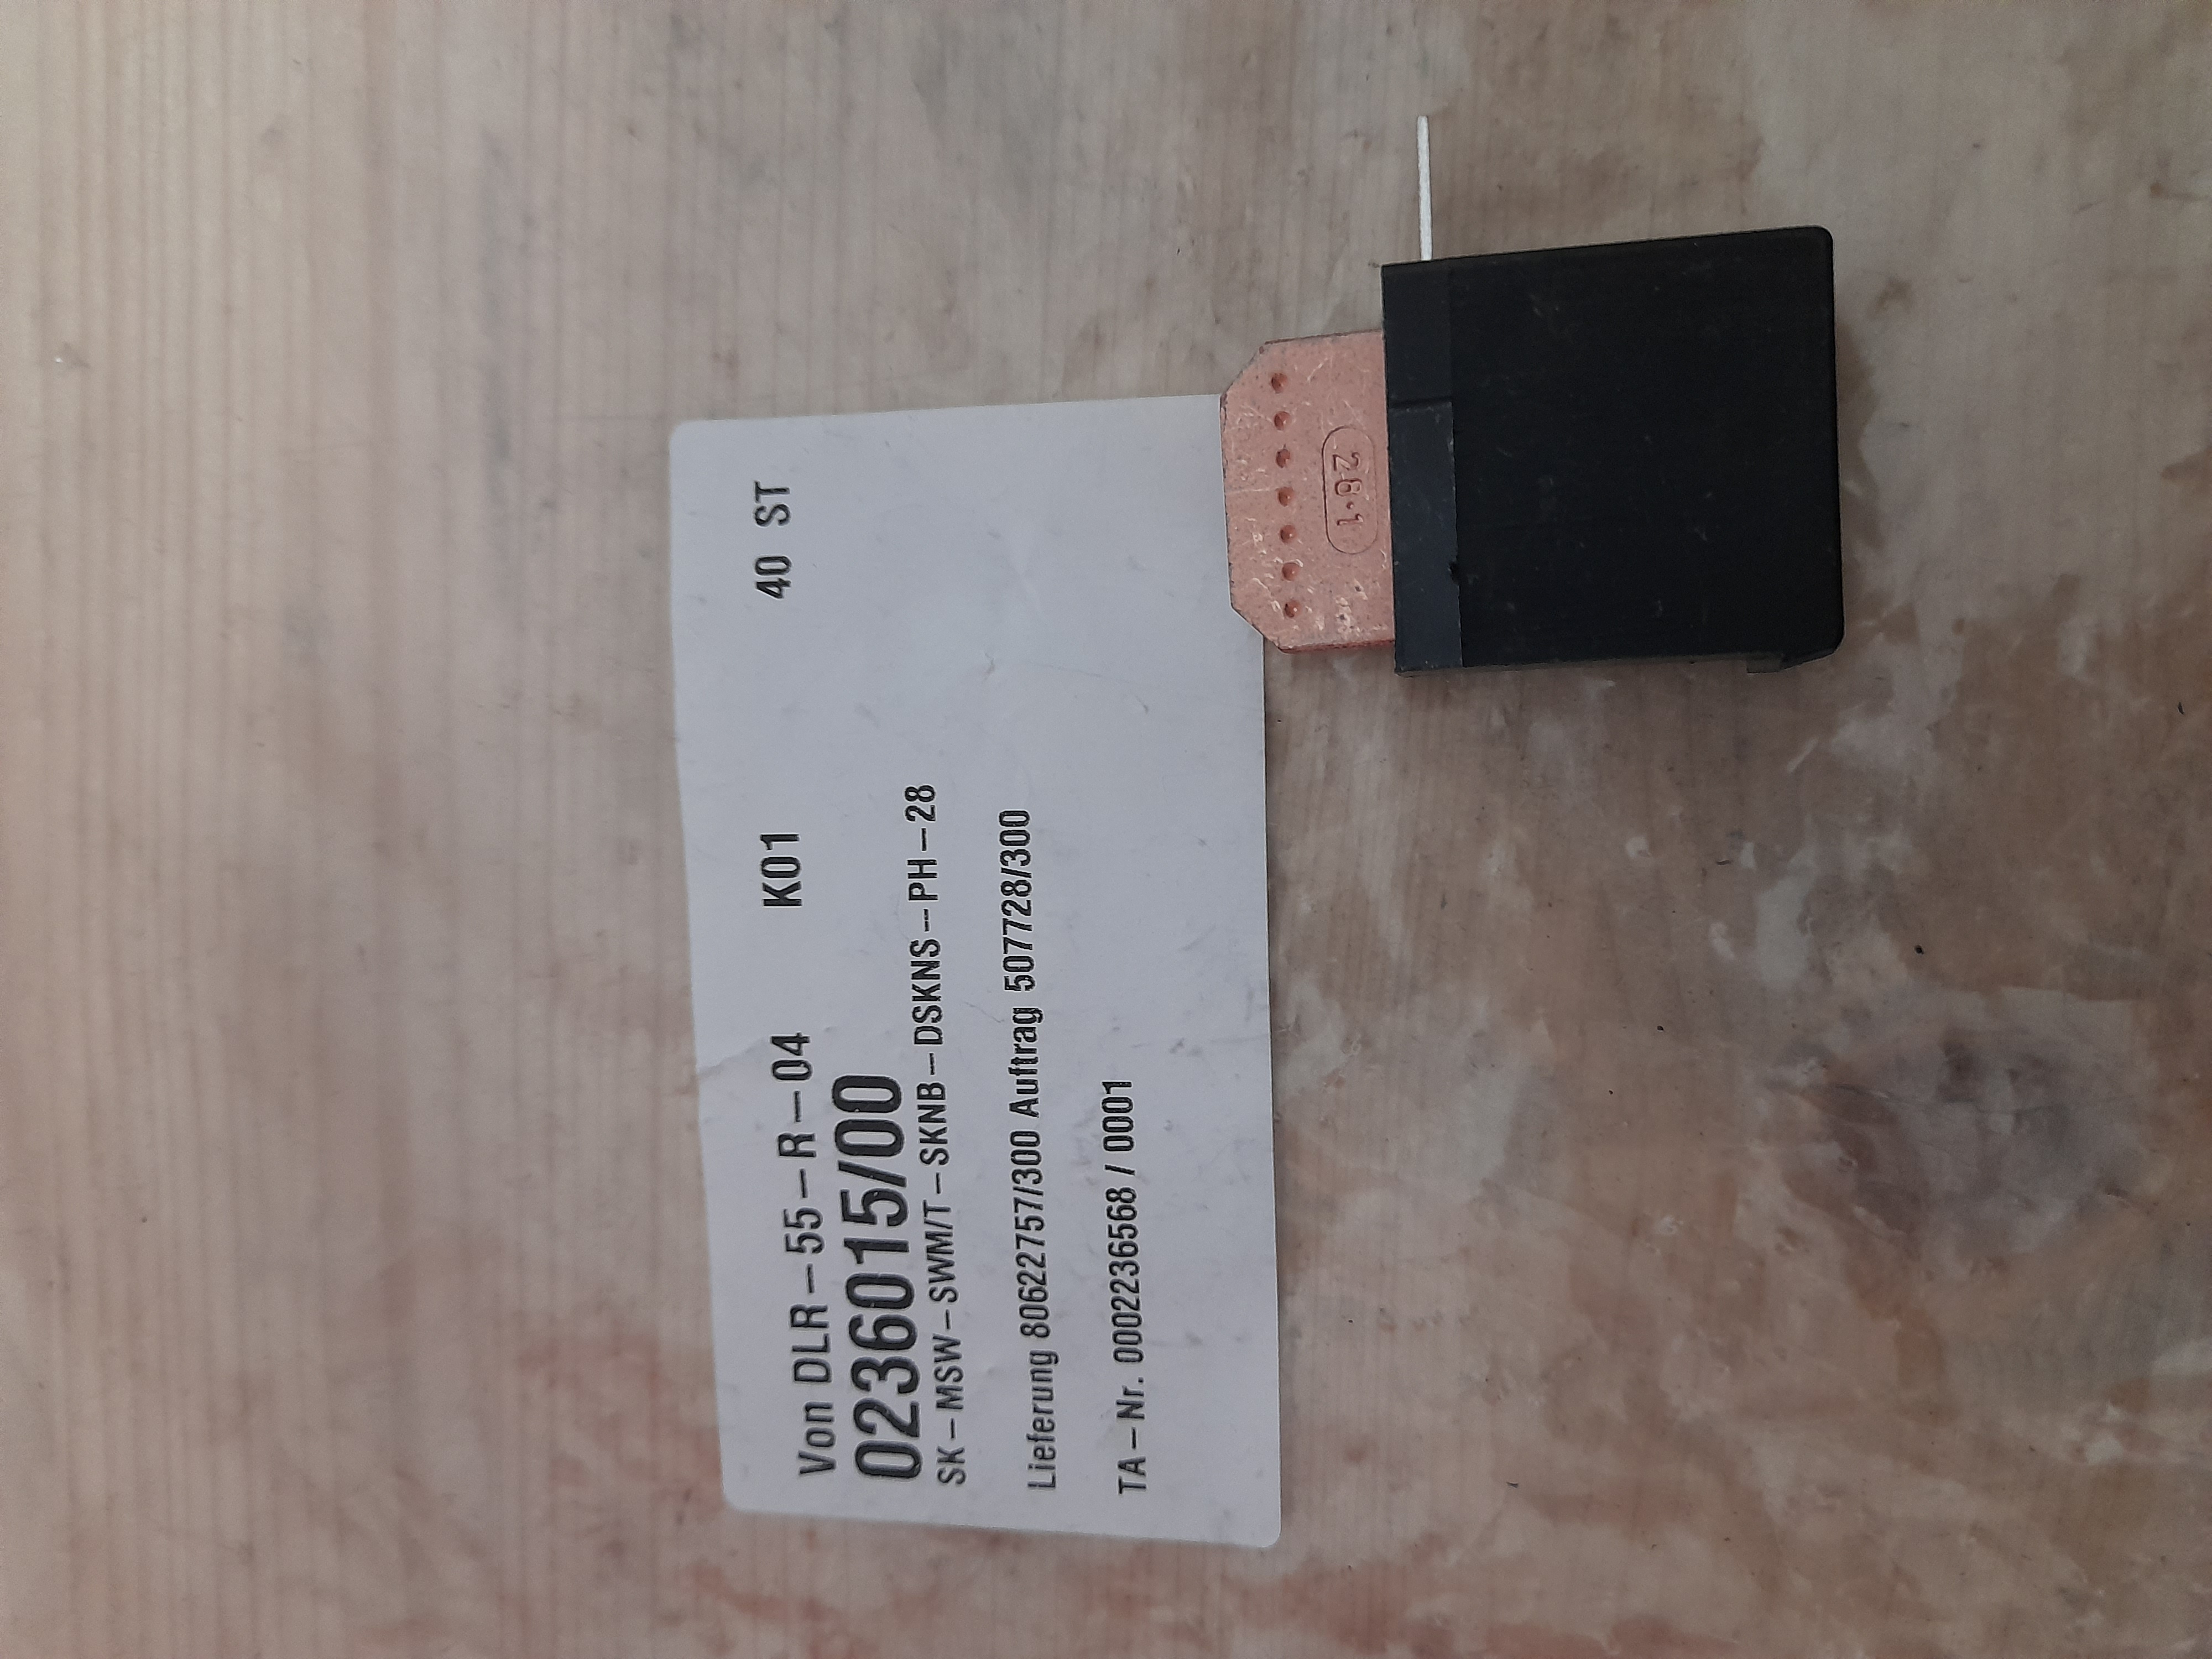 Von DLR-55-R-04 K01 40 ST
0236015/00
SK-MSW-SWM/T-SKNB-DSKNS-PH-28
Lieferung 80622757/300 Auftrag 507728/300
TA-Nr. 0002236568 / 0001
28·1